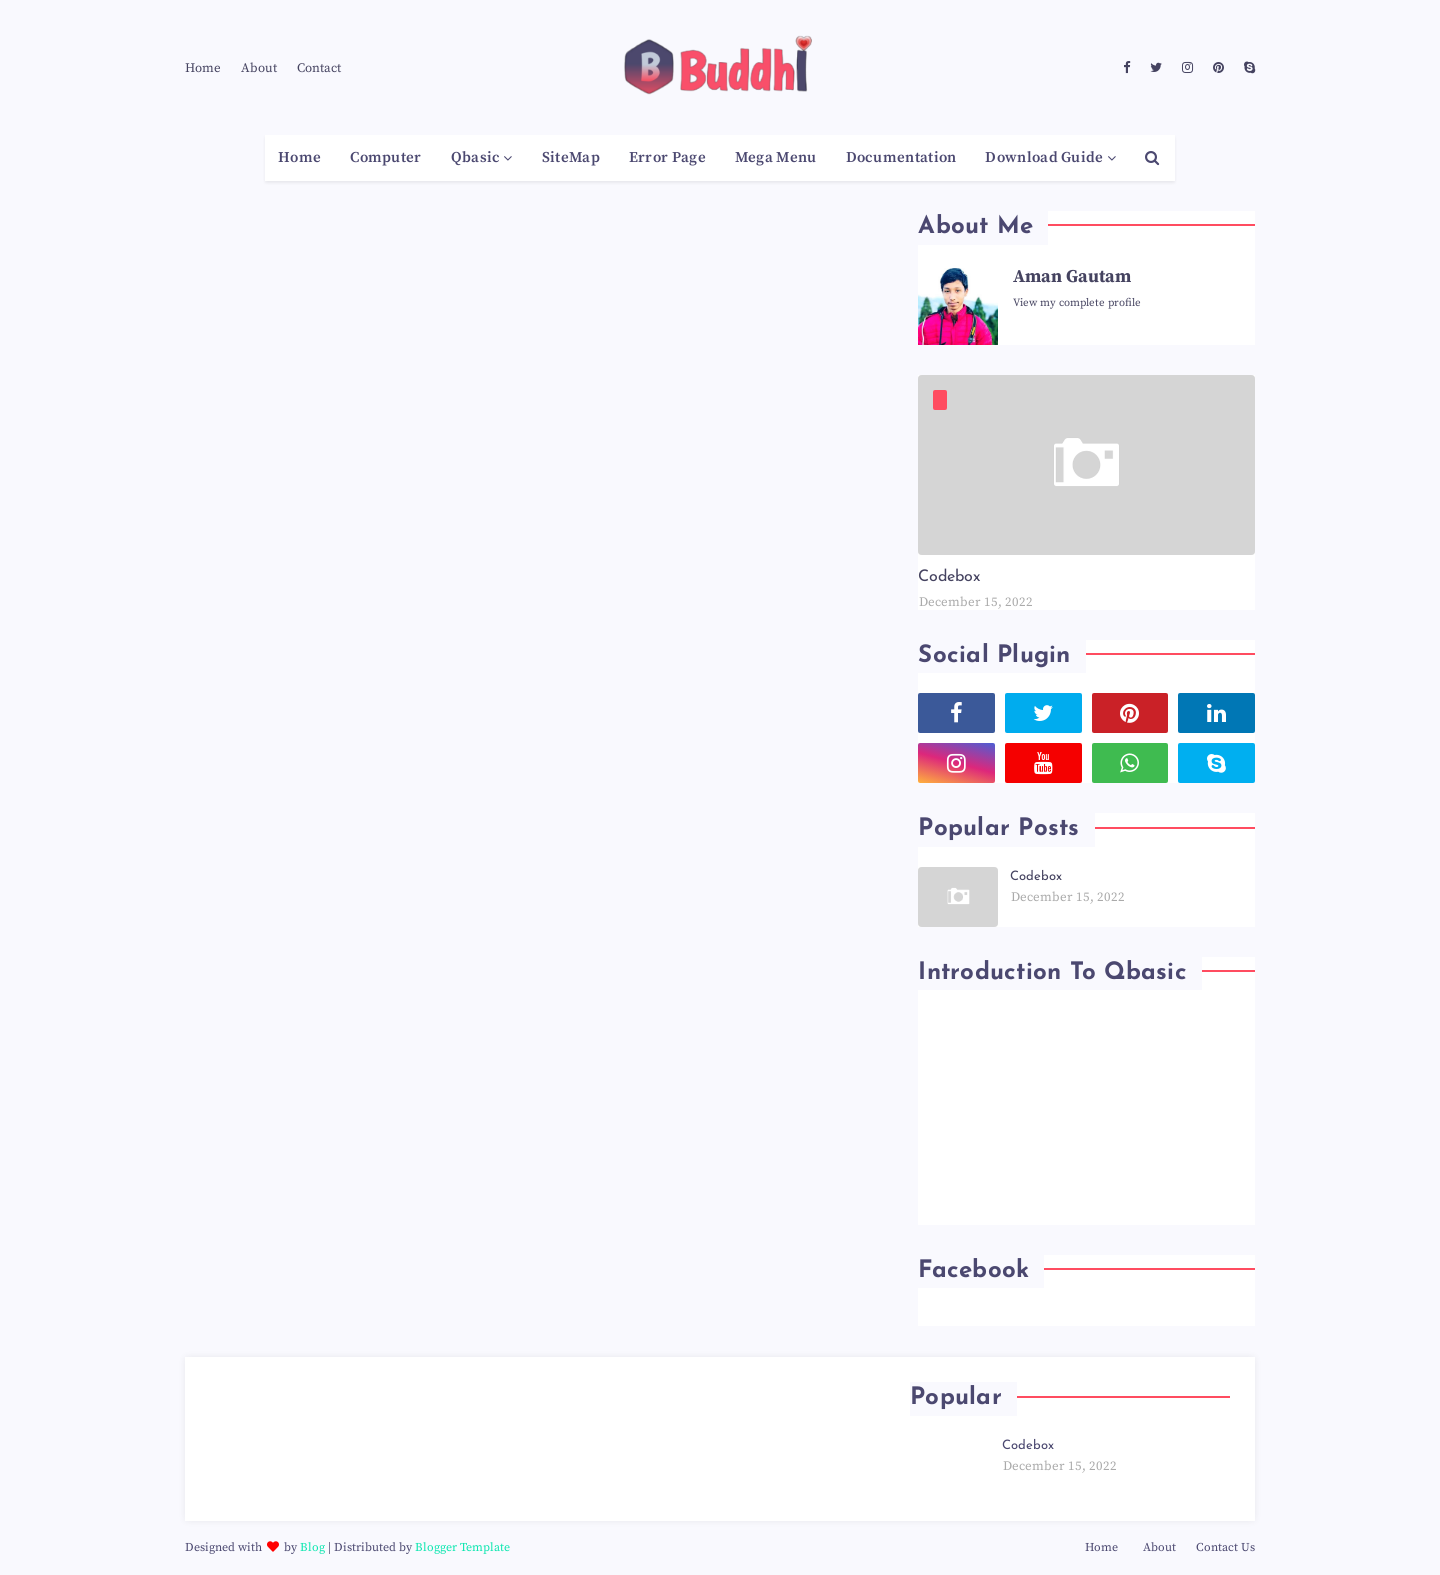 Home About Contact
B Buddhi
Home Computer Qbasic SiteMap Error Page Mega Menu Documentation Download Guide
About Me
Aman Gautam
View my complete profile
Codebox
December 15, 2022
Social Plugin
You
Tube
Popular Posts
Codebox
December 15, 2022
Introduction To Qbasic
Facebook
Popular
Codebox
December 15, 2022
Designed with by Blog | Distributed by Blogger Template
Home About Contact Us